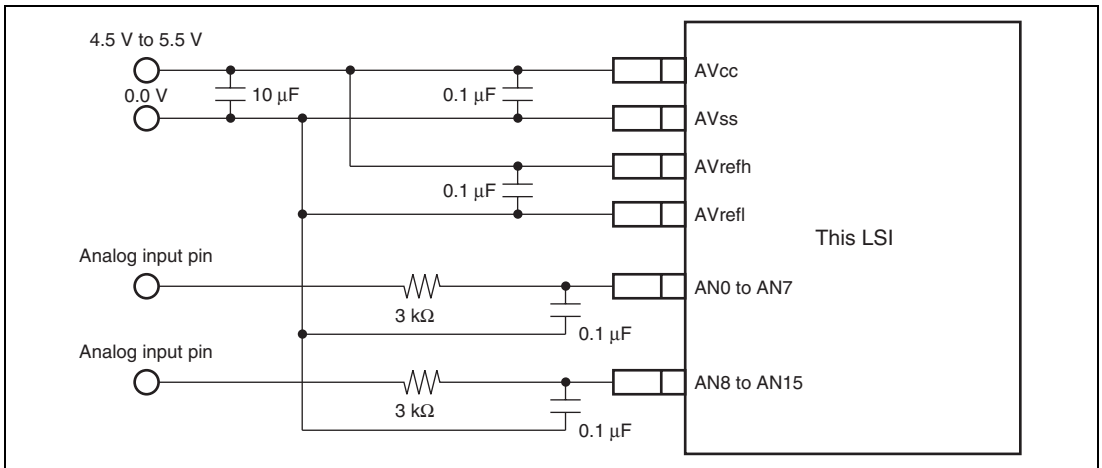 4.5 V to 5.5 V
AVcc
0.0 V
10 μF
0.1 μF
AVss
AVrefh
0.1 μF
AVrefl
This LSI
Analog input pin
AN0 to AN7
3 kΩ
0.1 μF
Analog input pin
AN8 to AN15
3 kΩ
0.1 μF